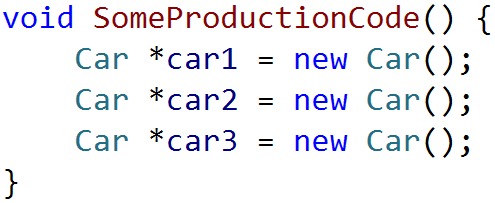 void SomeProductionCode() {
    Car *car1 = new Car();
    Car *car2 = new Car();
    Car *car3 = new Car();
}